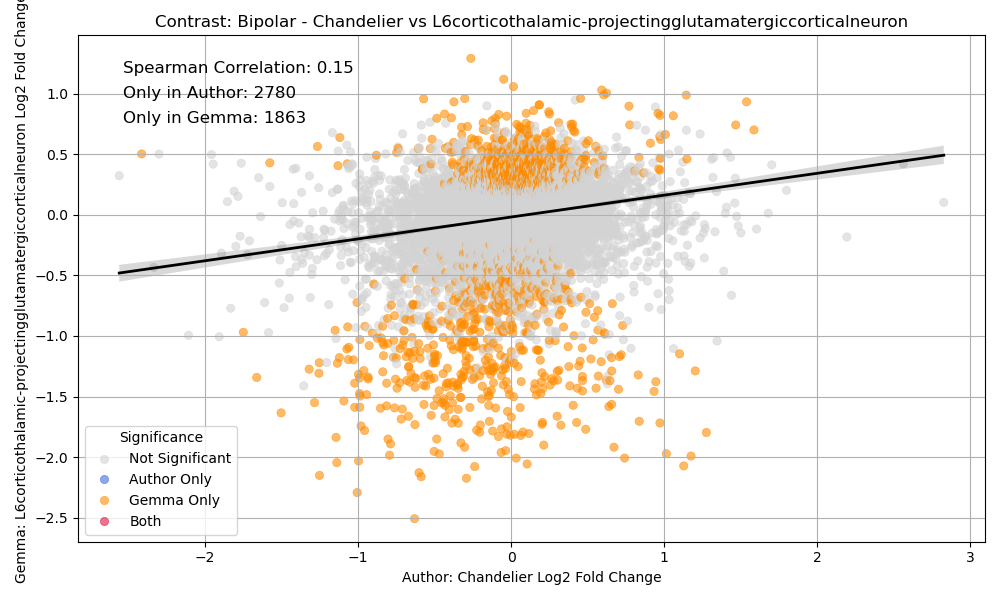 Contrast: Bipolar - Chandelier vs L6corticothalamic-projectingglutamatergiccorticalneuron
Gemma: L6corticothalamic-projectingglutamatergiccorticalneuron Log2 Fold Change
Spearman Correlation: 0.15
Only in Author: 2780
Only in Gemma: 1863
1.0
0.5
0.0
−0.5
−1.0
−1.5
−2.0
−2.5
Significance
Not Significant
Author Only
Gemma Only
Both
−2 −1 0 1 2 3
Author: Chandelier Log2 Fold Change